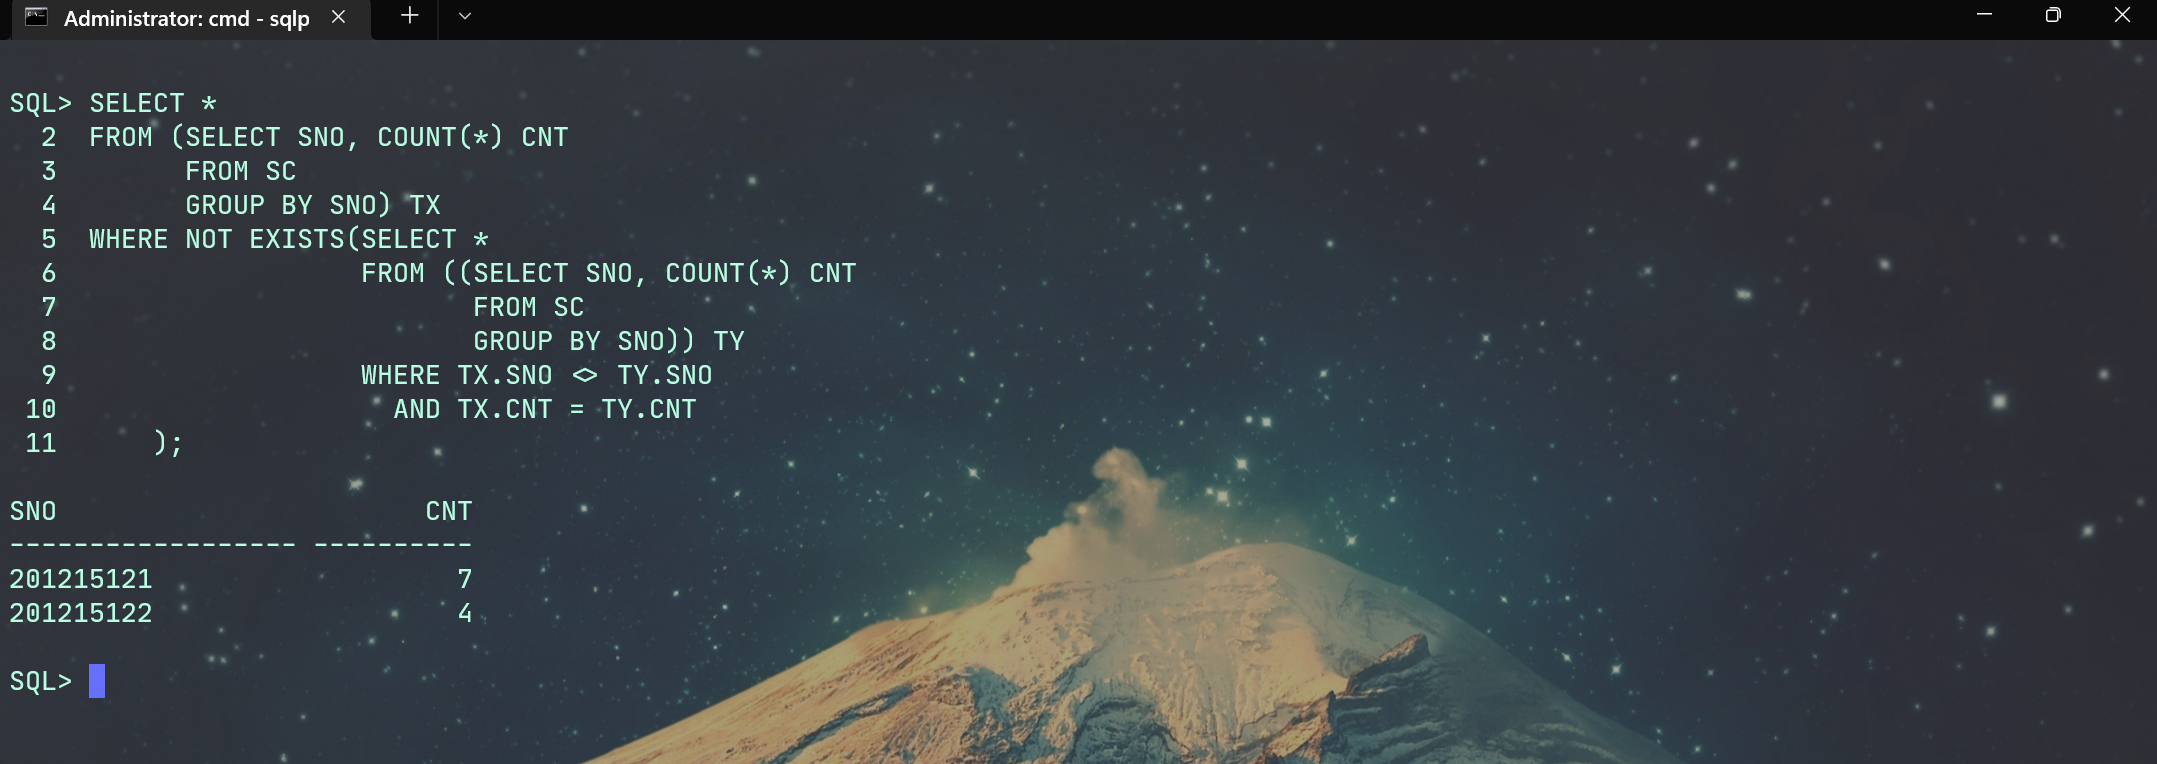 Administrator: cmd - sqlp
SQL> SELECT *
  2  FROM (SELECT SNO, COUNT(*) CNT
  3        FROM SC
  4        GROUP BY SNO) TX
  5  WHERE NOT EXISTS(SELECT *
  6                   FROM ((SELECT SNO, COUNT(*) CNT
  7                          FROM SC
  8                          GROUP BY SNO)) TY
  9                   WHERE TX.SNO <> TY.SNO
 10                     AND TX.CNT = TY.CNT
 11      );
SNO                       CNT
------------------ ----------
201215121                   7
201215122                   4
SQL>